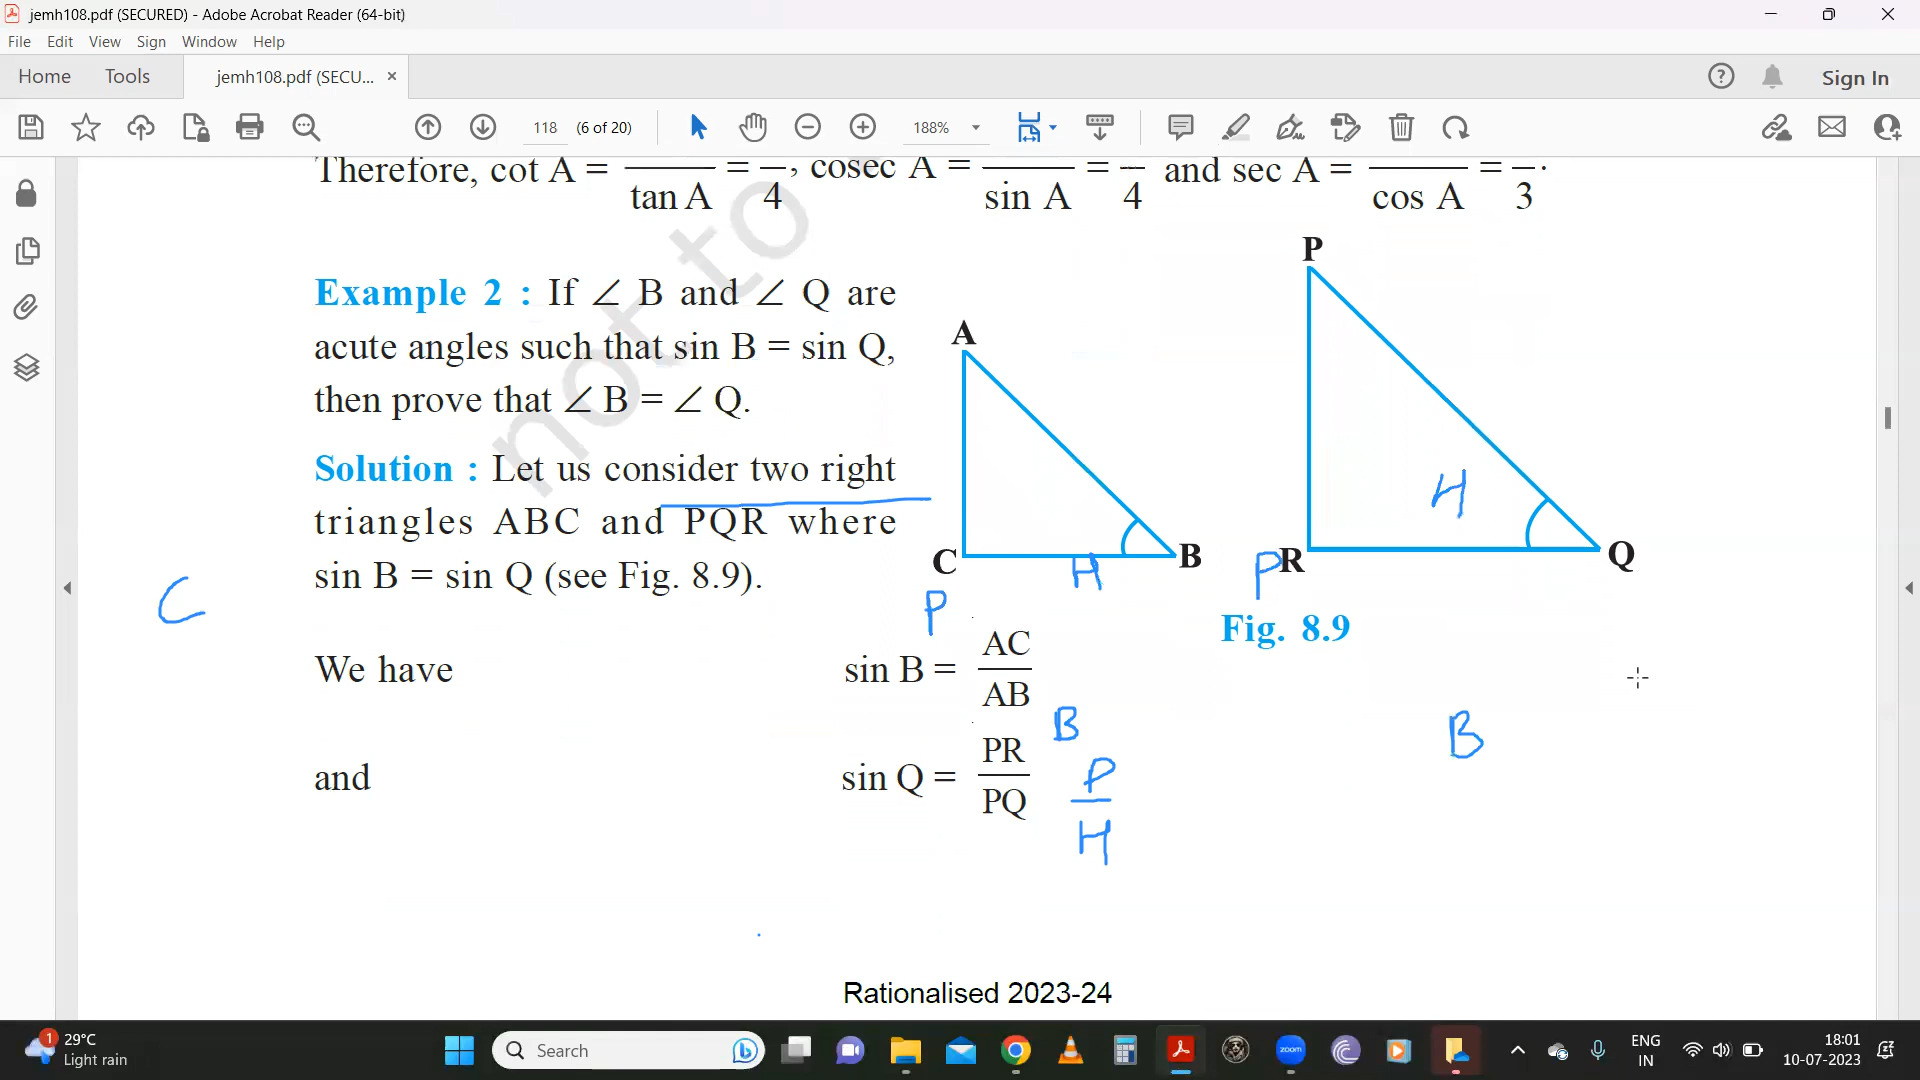 jemh108.pdf (SECURED) - Adobe Acrobat Reader (64-bit)
File Edit View Sign Window Help
Home Tools jemh108.pdf (SECU... × Sign In
118 (6 of 20) 188%
Therefore, cot A = / tan A = / 4, cosec A = / sin A = / 4 and sec A = / cos A = / 3.
not to
Example 2 : If ∠ B and ∠ Q are
acute angles such that sin B = sin Q,
then prove that ∠ B = ∠ Q.
Solution : Let us consider two right
triangles ABC and PQR where
sin B = sin Q (see Fig. 8.9).
A
C
B
P
R
Q
H
H
P
P
C
Fig. 8.9
We have sin B = AC / AB
B
B
and sin Q = PR / PQ
P / H
Rationalised 2023-24
1 29°C
Light rain
Search
zoom
ENG
IN
18:01
10-07-2023